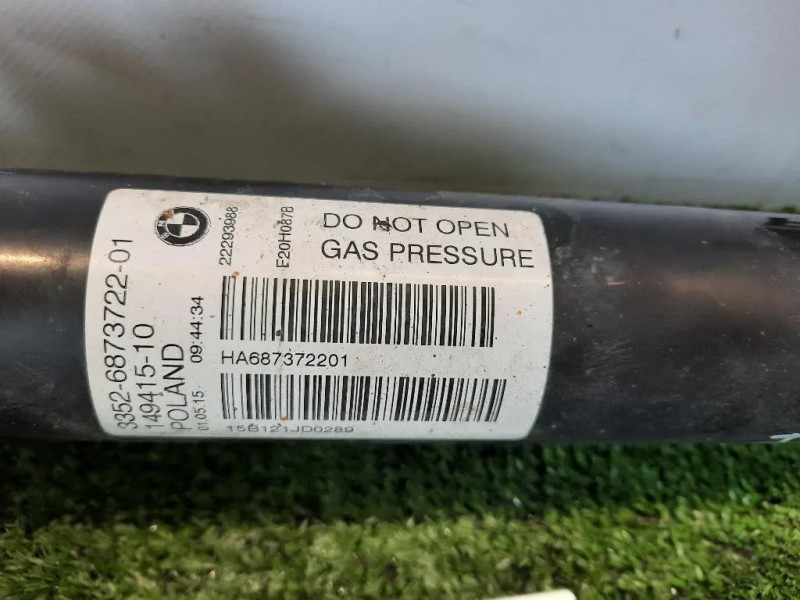 3352-6873722-01
149415-10
POLAND
01.05.15 09:44:34
22293988
E20H087B
DO NOT OPEN
GAS PRESSURE
HA687372201
15B121JD0289